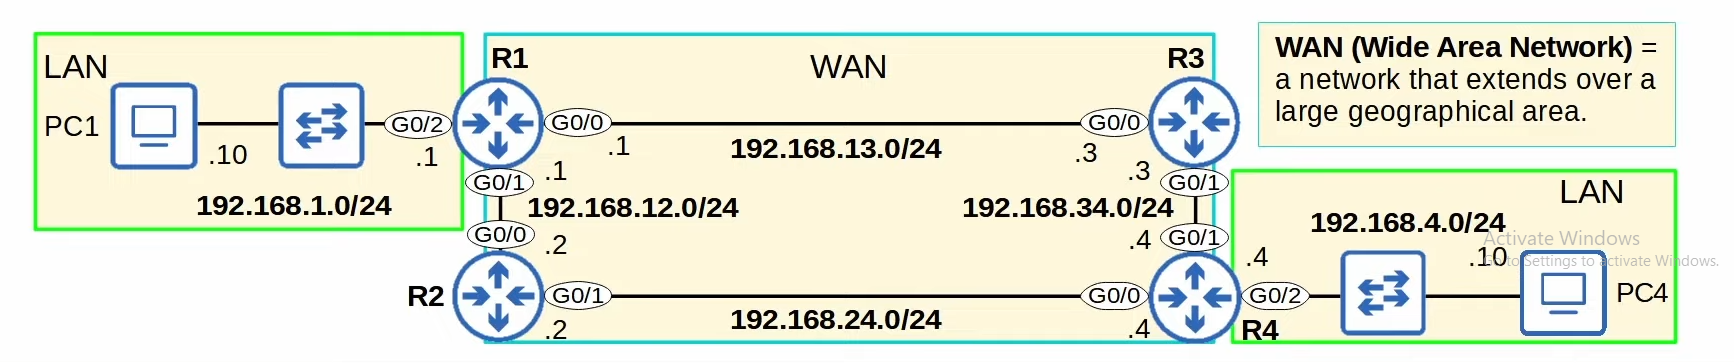 LAN
PC1
.10
G0/2
.1
192.168.1.0/24
R1
WAN
R3
G0/0
.1
192.168.13.0/24
G0/0
.3
.1
G0/1
192.168.12.0/24
G0/0
.2
.3
G0/1
192.168.34.0/24
.4
G0/1
R2
G0/1
.2
192.168.24.0/24
G0/0
.4
R4
WAN (Wide Area Network) =
a network that extends over a
large geographical area.
LAN
192.168.4.0/24
.4
G0/2
.10
PC4
Activate Windows
Go to Settings to activate Windows.